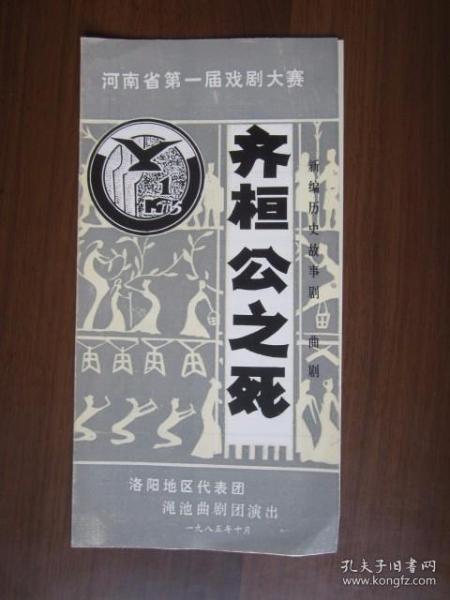 河南省第一届戏剧大赛
1
齐桓公之死
新编历史故事� 曲剧
洛阳地区代表团
渑池曲剧团演出
一九八五年十月
孔夫子旧书网
www.kongfz.com